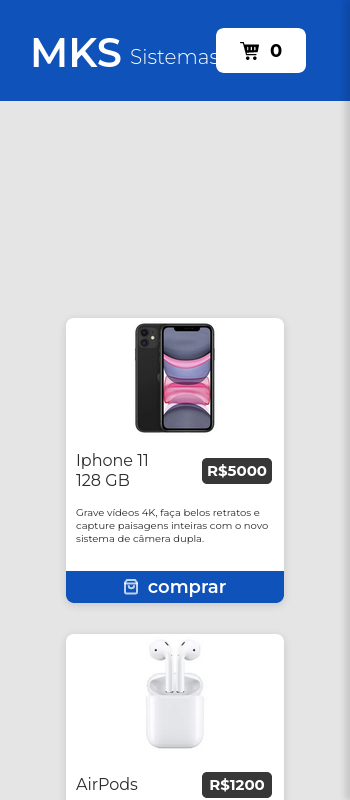 MKS Sistemas 0
Iphone 11
128 GB
R$5000
Grave vídeos 4K, faça belos retratos e
capture paisagens inteiras com o novo
sistema de câmera dupla.
comprar
AirPods
R$1200